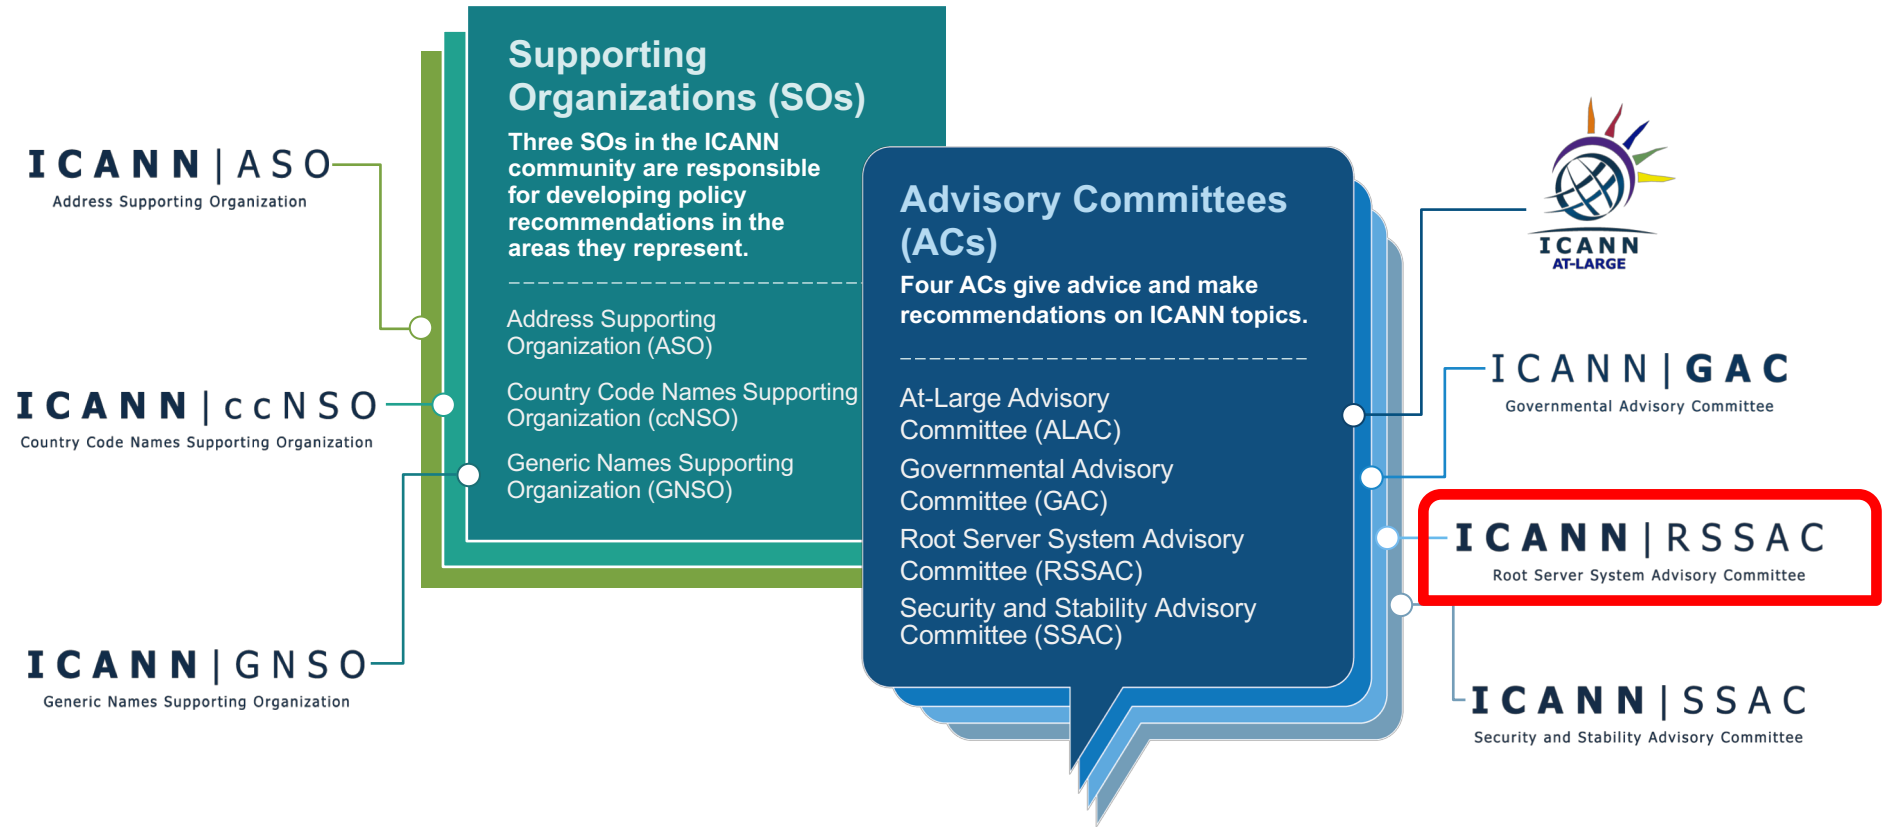 ICANN|ASO
Address Supporting Organization
ICANN|ccNSO
Country Code Names Supporting Organization
ICANN|GNSO
Generic Names Supporting Organization
Supporting
Organizations (SOs)
Three SOs in the ICANN
community are responsible
for developing policy
recommendations in the
areas they represent.
Address Supporting
Organization (ASO)
Country Code Names Supporting
Organization (ccNSO)
Generic Names Supporting
Organization (GNSO)
Advisory Committees
(ACs)
Four ACs give advice and make
recommendations on ICANN topics.
At-Large Advisory
Committee (ALAC)
Governmental Advisory
Committee (GAC)
Root Server System Advisory
Committee (RSSAC)
Security and Stability Advisory
Committee (SSAC)
ICANN
AT-LARGE
ICANN|GAC
Governmental Advisory Committee
ICANN|RSSAC
Root Server System Advisory Committee
ICANN|SSAC
Security and Stability Advisory Committee